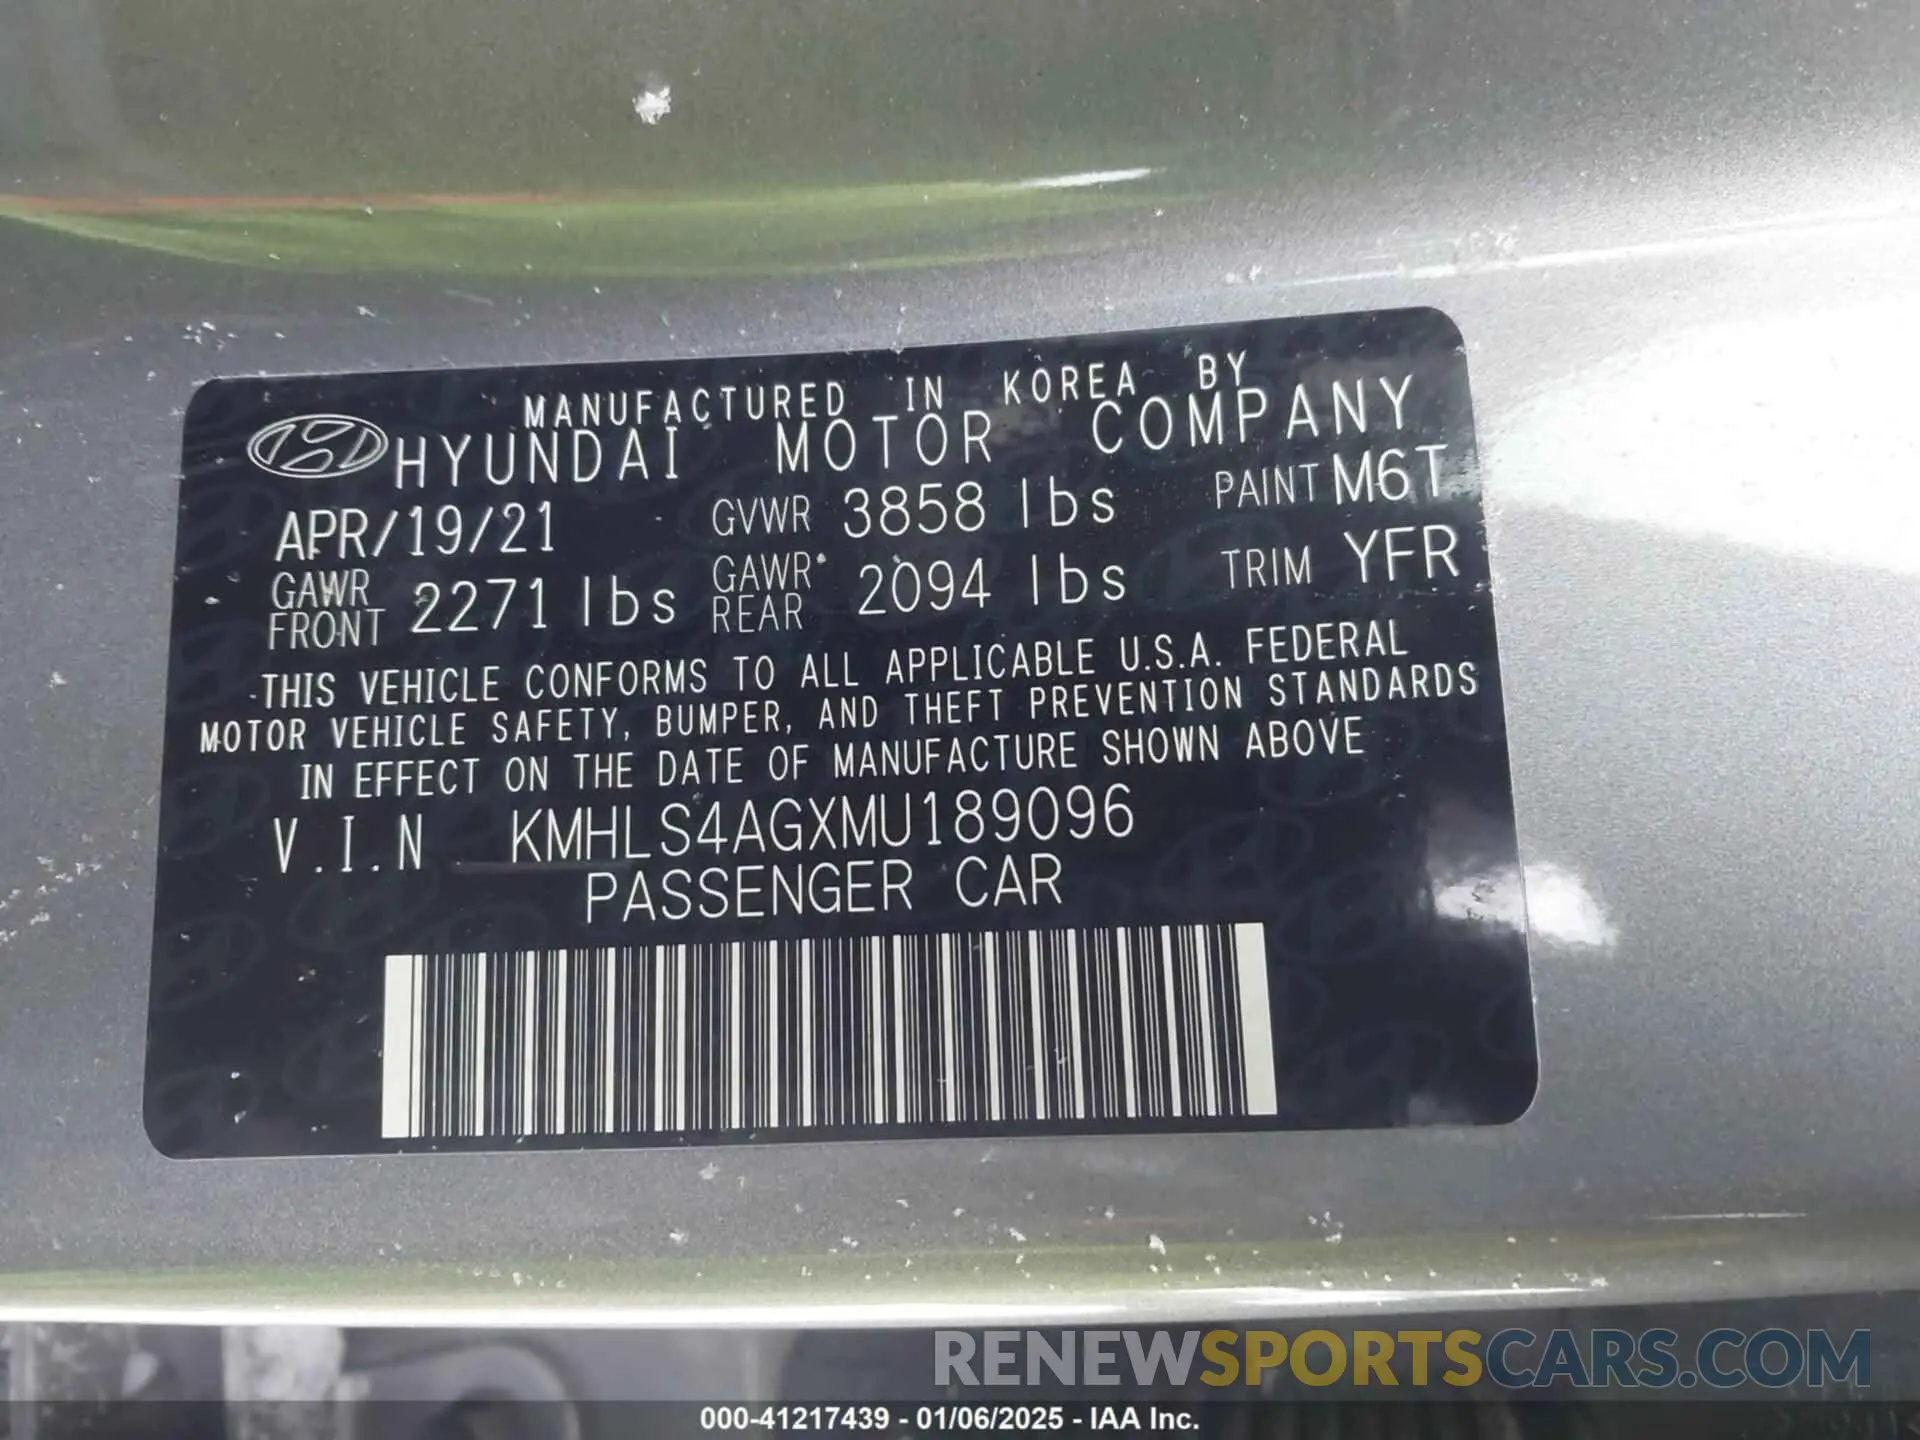 MANUFACTURED IN KOREA BY
HYUNDAI MOTOR COMPANY
APR/19/21 GVWR 3858 lbs PAINT M6T
GAWR FRONT 2271 lbs GAWR REAR 2094 lbs TRIM YFR
THIS VEHICLE CONFORMS TO ALL APPLICABLE U.S.A. FEDERAL
MOTOR VEHICLE SAFETY, BUMPER, AND THEFT PREVENTION STANDARDS
IN EFFECT ON THE DATE OF MANUFACTURE SHOWN ABOVE
V.I.N KMHLS4AGXMU189096
PASSENGER CAR
RENEWSPORTSCARS.COM
000-41217439 - 01/06/2025 - IAA Inc.